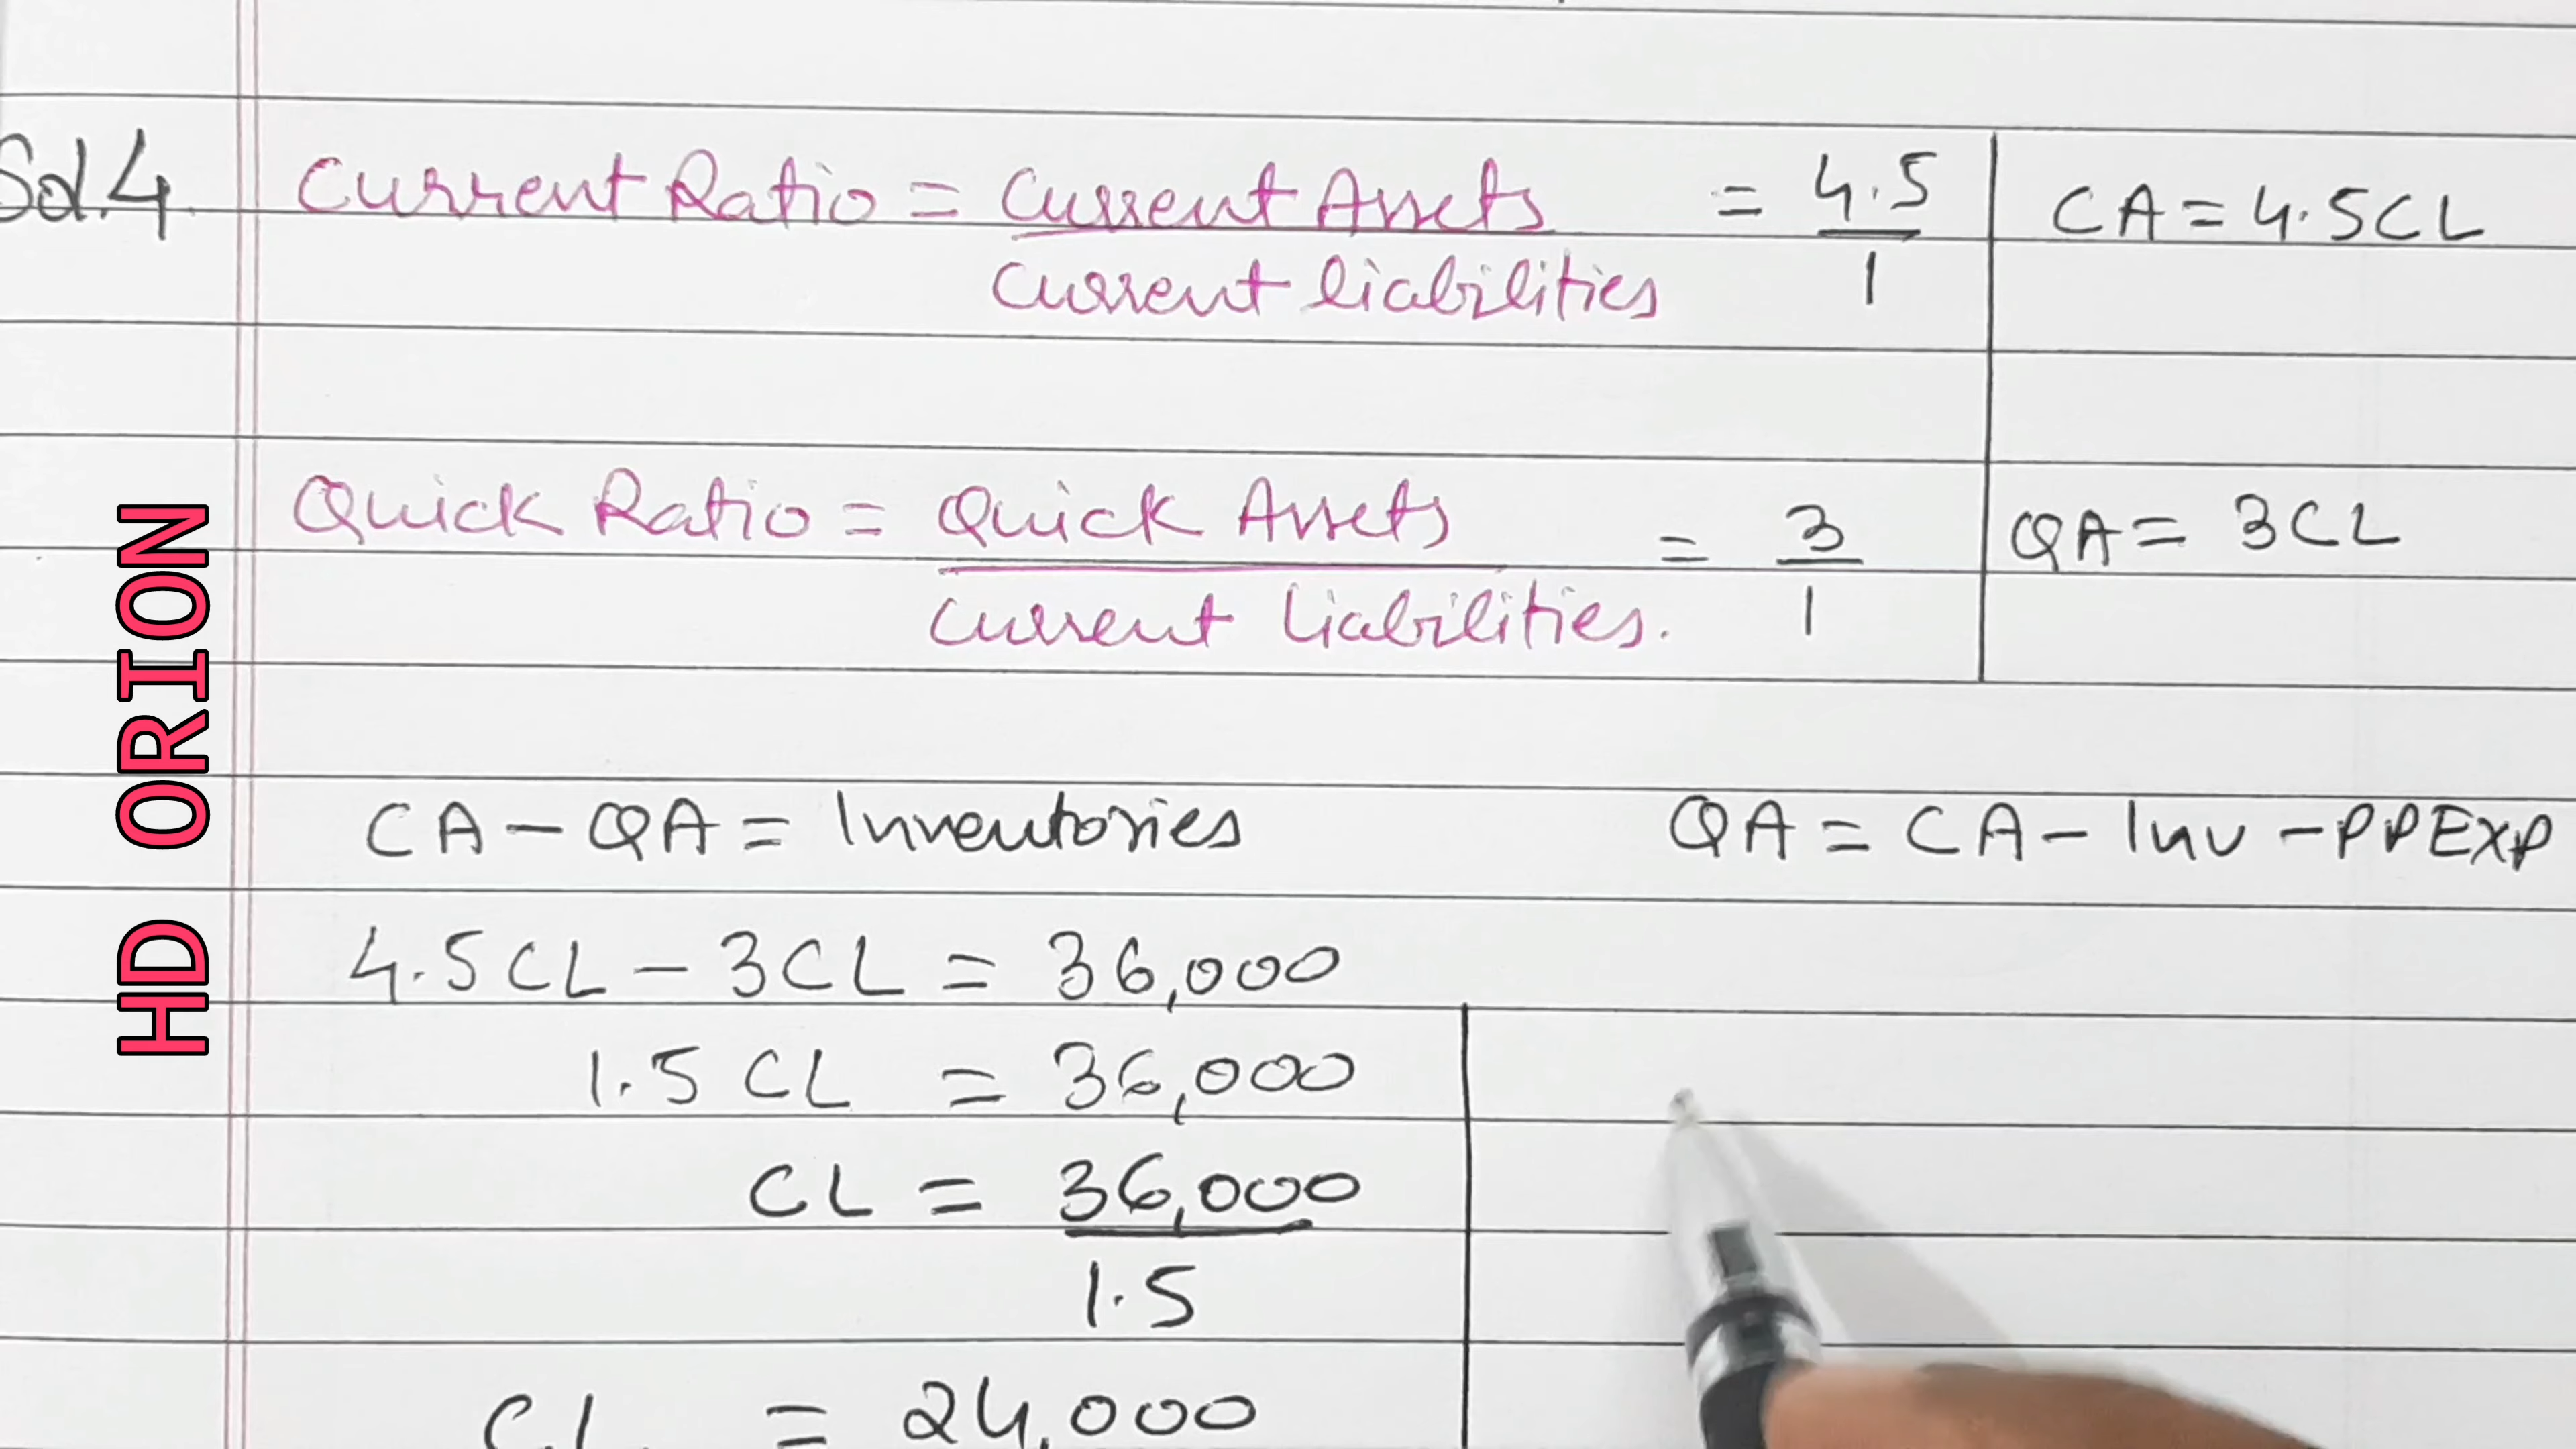 Sol.4 Current Ratio = Current Assets / Current liabilities = 4.5 / 1 | CA = 4.5CL
Quick Ratio = Quick Assets / Current liabilities. = 3 / 1 | QA = 3CL
CA - QA = Inventories
QA = CA - Inv - PPEXP
4.5CL - 3CL = 36,000
1.5 CL = 36,000
CL = 36,000 / 1.5
CL = 24,000
HD ORION